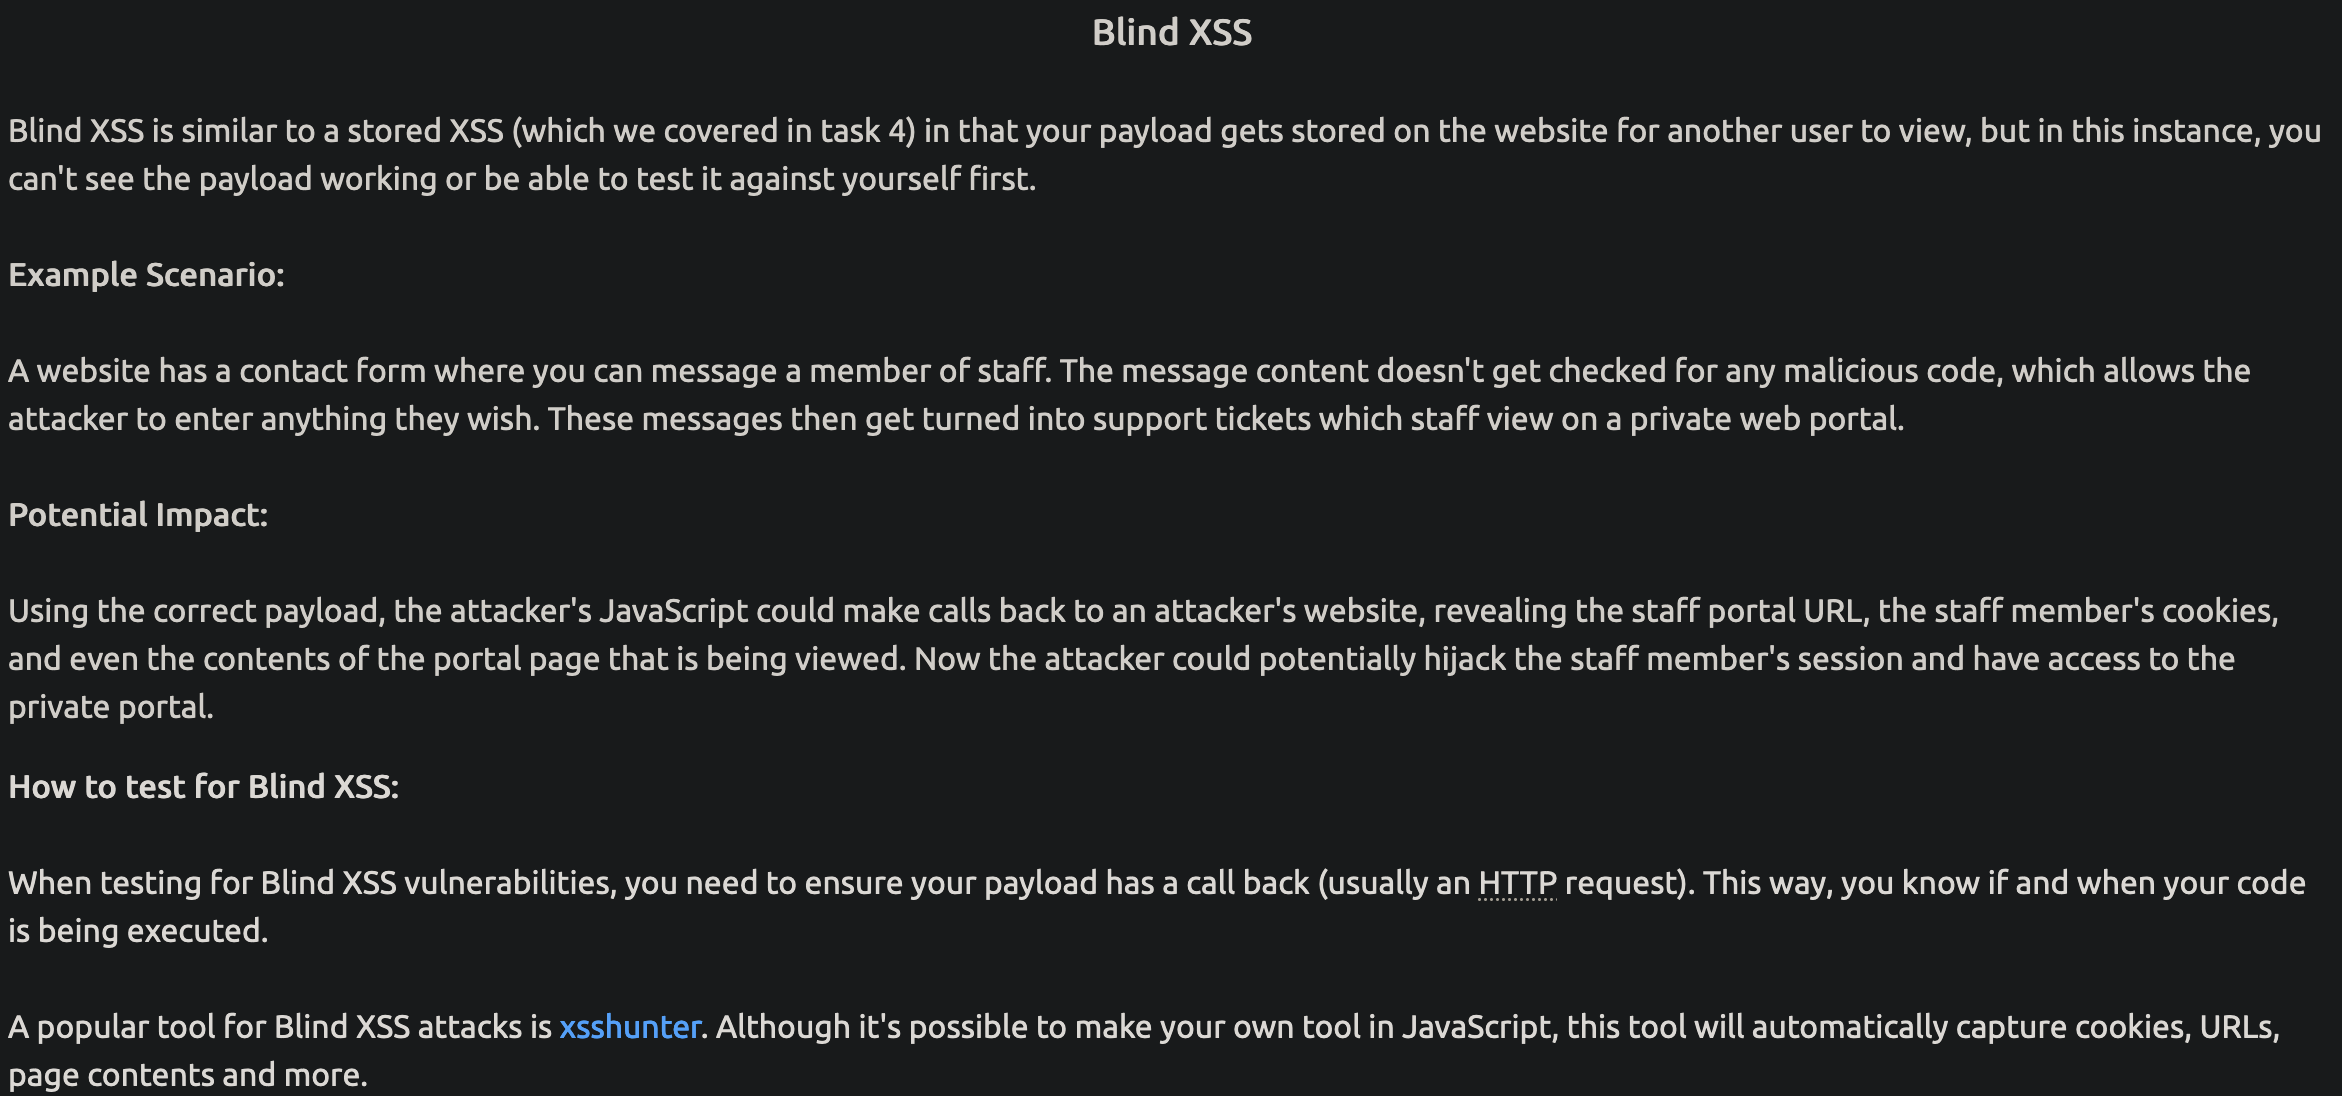 Blind XSS
Blind XSS is similar to a stored XSS (which we covered in task 4) in that your payload gets stored on the website for another user to view, but in this instance, you
can't see the payload working or be able to test it against yourself first.
Example Scenario:
A website has a contact form where you can message a member of staff. The message content doesn't get checked for any malicious code, which allows the
attacker to enter anything they wish. These messages then get turned into support tickets which staff view on a private web portal.
Potential Impact:
Using the correct payload, the attacker's JavaScript could make calls back to an attacker's website, revealing the staff portal URL, the staff member's cookies,
and even the contents of the portal page that is being viewed. Now the attacker could potentially hijack the staff member's session and have access to the
private portal.
How to test for Blind XSS:
When testing for Blind XSS vulnerabilities, you need to ensure your payload has a call back (usually an HTTP request). This way, you know if and when your code
is being executed.
A popular tool for Blind XSS attacks is xsshunter. Although it's possible to make your own tool in JavaScript, this tool will automatically capture cookies, URLs,
page contents and more.